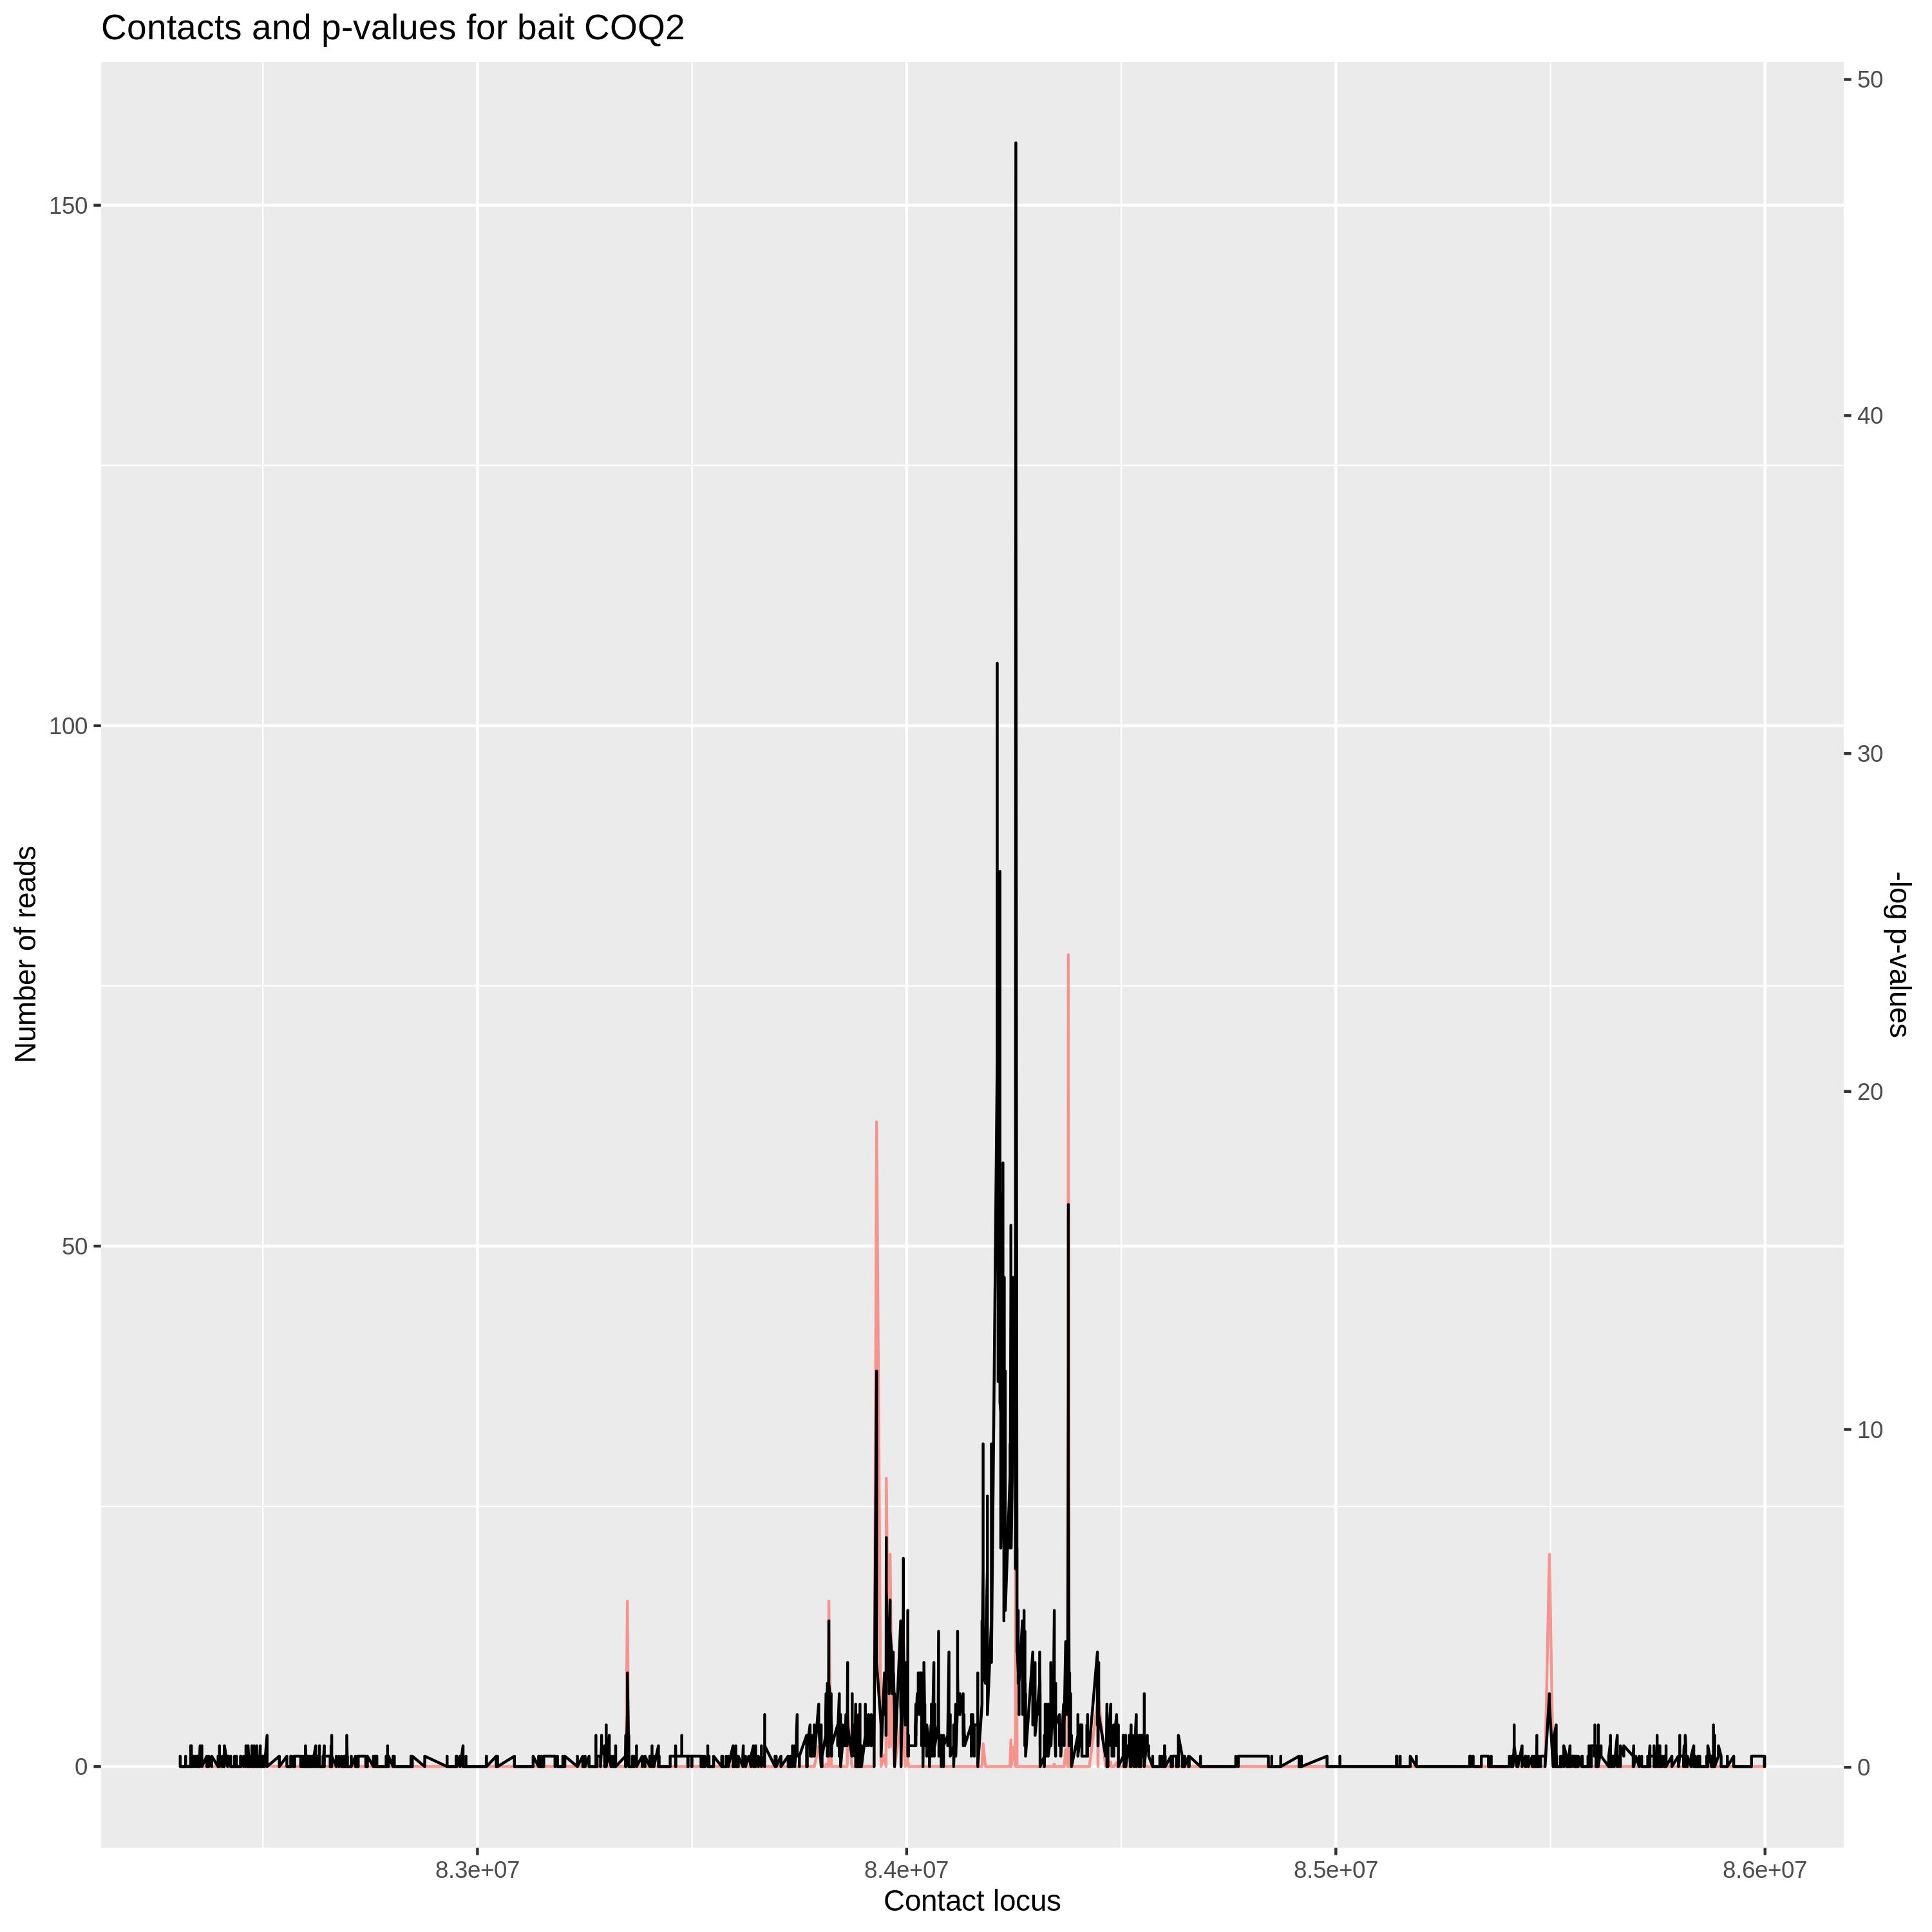 Contacts and p-values for bait COQ2
150
100
50
0
Number of reads
50
40
30
20
10
0
-log p-values
8.3e+07
8.4e+07
8.5e+07
8.6e+07
Contact locus